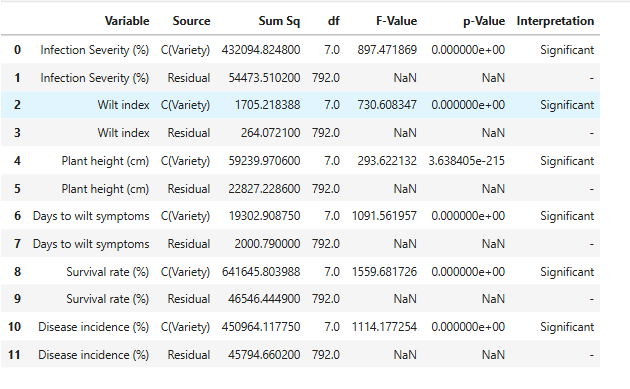 Variable Source Sum Sq df F-Value p-Value Interpretation
0 Infection Severity (%) C(Variety) 432094.824800 7.0 897.471869 0.000000e+00 Significant
1 Infection Severity (%) Residual 54473.510200 792.0 NaN NaN -
2 Wilt index C(Variety) 1705.218388 7.0 730.608347 0.000000e+00 Significant
3 Wilt index Residual 264.072100 792.0 NaN NaN -
4 Plant height (cm) C(Variety) 59239.970600 7.0 293.622132 3.638405e-215 Significant
5 Plant height (cm) Residual 22827.228600 792.0 NaN NaN -
6 Days to wilt symptoms C(Variety) 19302.908750 7.0 1091.561957 0.000000e+00 Significant
7 Days to wilt symptoms Residual 2000.790000 792.0 NaN NaN -
8 Survival rate (%) C(Variety) 641645.803988 7.0 1559.681726 0.000000e+00 Significant
9 Survival rate (%) Residual 46546.444900 792.0 NaN NaN -
10 Disease incidence (%) C(Variety) 450964.117750 7.0 1114.177254 0.000000e+00 Significant
11 Disease incidence (%) Residual 45794.660200 792.0 NaN NaN -